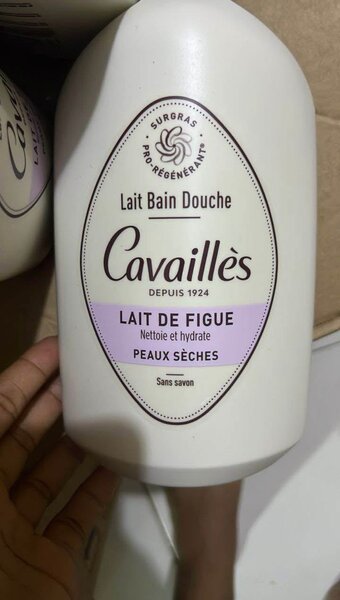 SURGRAS
PRO-RÉGÉNÉRANT®
Lait Bain Douche
Cavaillès
DEPUIS 1924
LAIT DE FIGUE
Nettoie et hydrate
PEAUX SÈCHES
Sans savon